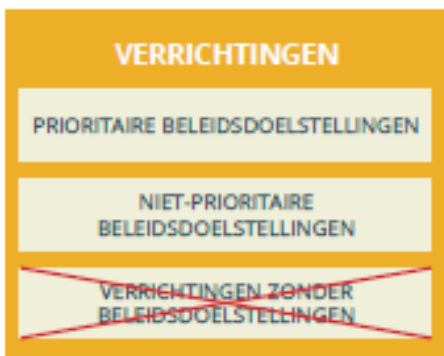 VERRICHTINGEN
PRIORITAIRE BELEIDSDOELSTELLINGEN
NIET-PRIORITAIRE
BELEIDSDOELSTELLINGEN
VERRICHTINGEN ZONDER
BELEIDSDOELSTELLINGEN